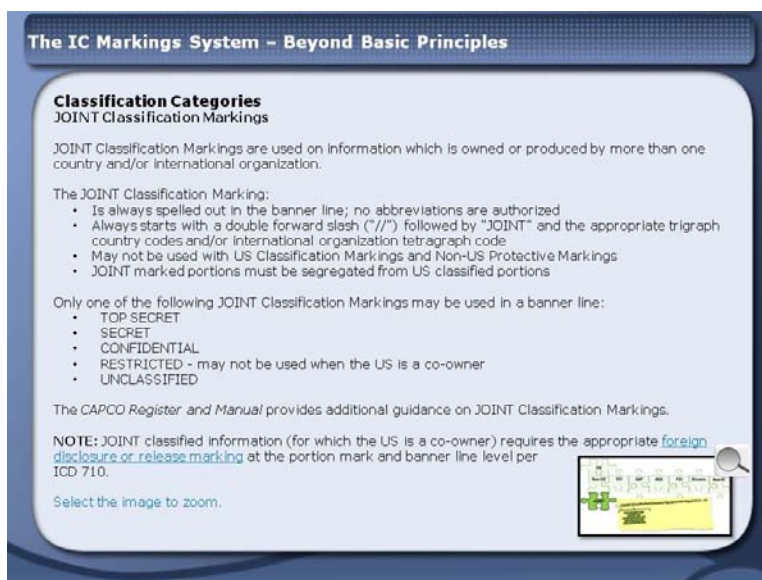 The IC Markings System – Beyond Basic Principles
Classification Categories
JOINT Classification Markings
JOINT Classification Markings are used on information which is owned or produced by more than one
country and/or international organization.
The JOINT Classification Marking:
• Is always spelled out in the banner line; no abbreviations are authorized
• Always starts with a double forward slash ("//") followed by "JOINT" and the appropriate trigraph
country codes and/or international organization tetragraph code
• May not be used with US Classification Markings and Non-US Protective Markings
• JOINT marked portions must be segregated from US classified portions
Only one of the following JOINT Classification Markings may be used in a banner line:
• TOP SECRET
• SECRET
• CONFIDENTIAL
• RESTRICTED - may not be used when the US is a co-owner
• UNCLASSIFIED
The CAPCO Register and Manual provides additional guidance on JOINT Classification Markings.
NOTE: JOINT classified information (for which the US is a co-owner) requires the appropriate foreign
disclosure or release marking at the portion mark and banner line level per
ICD 710.
Select the image to zoom.